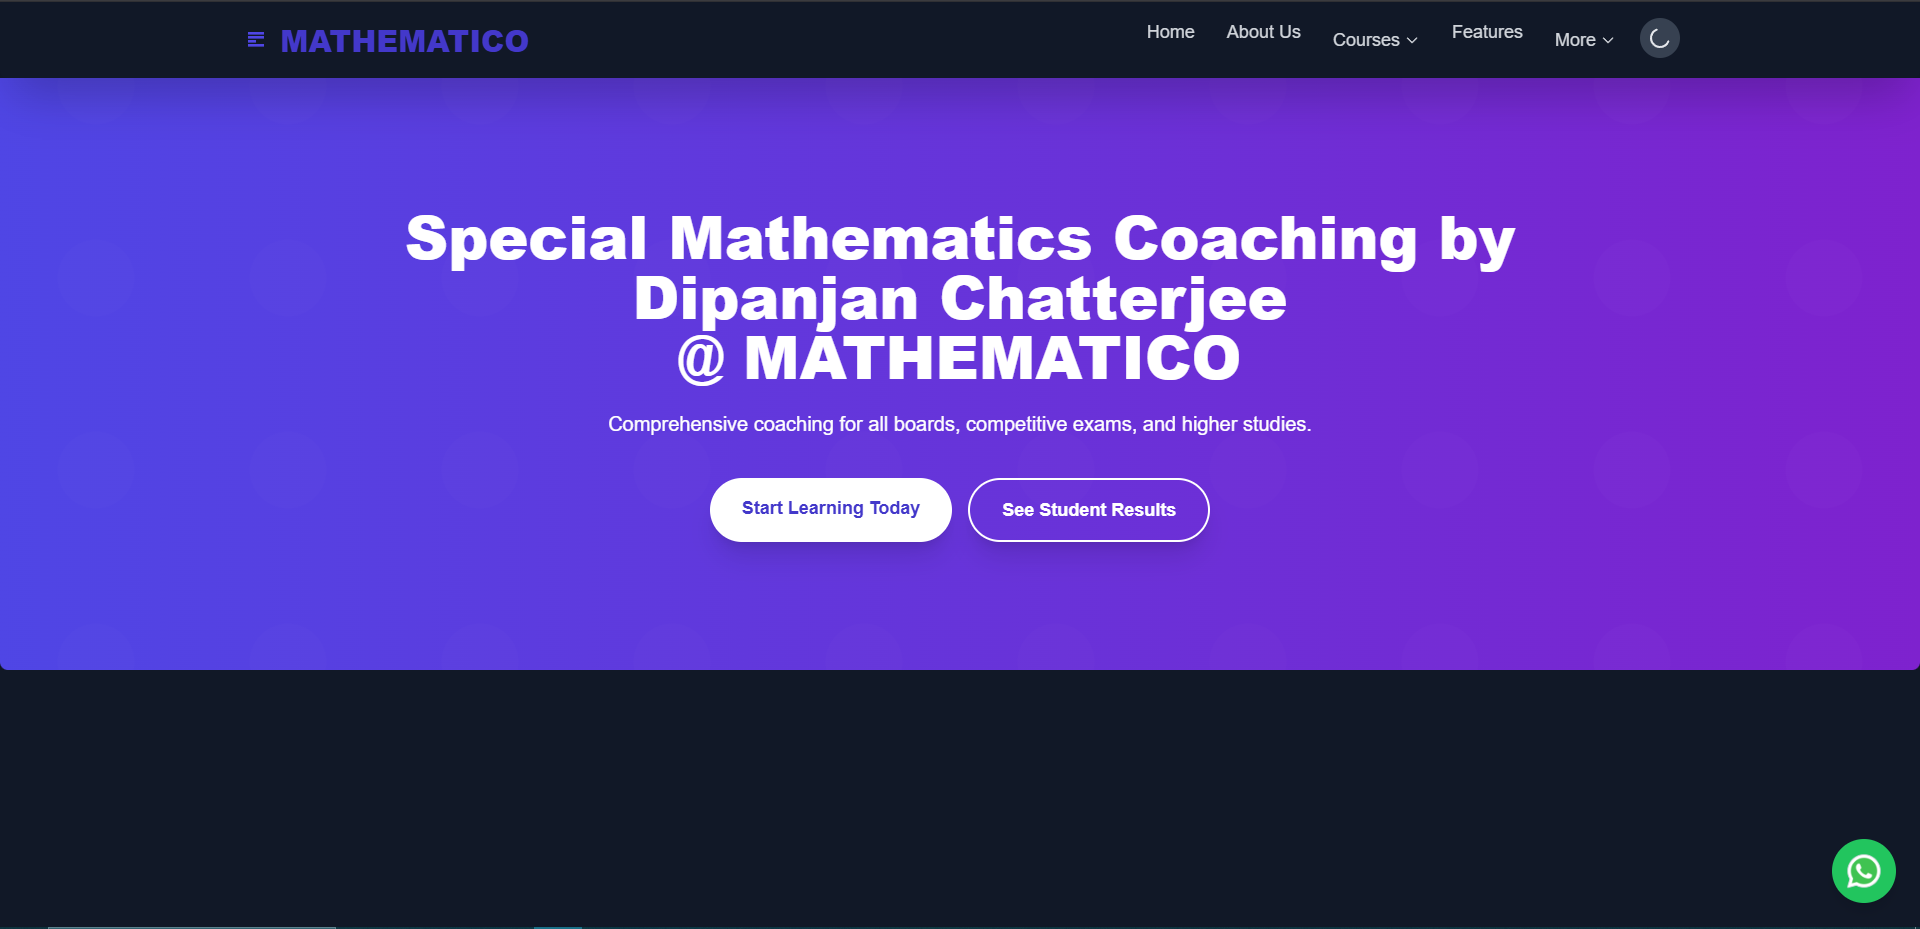 MATHEMATICO
Home
About Us
Courses
Features
More
Special Mathematics Coaching by
Dipanjan Chatterjee
@ MATHEMATICO
Comprehensive coaching for all boards, competitive exams, and higher studies.
Start Learning Today
See Student Results